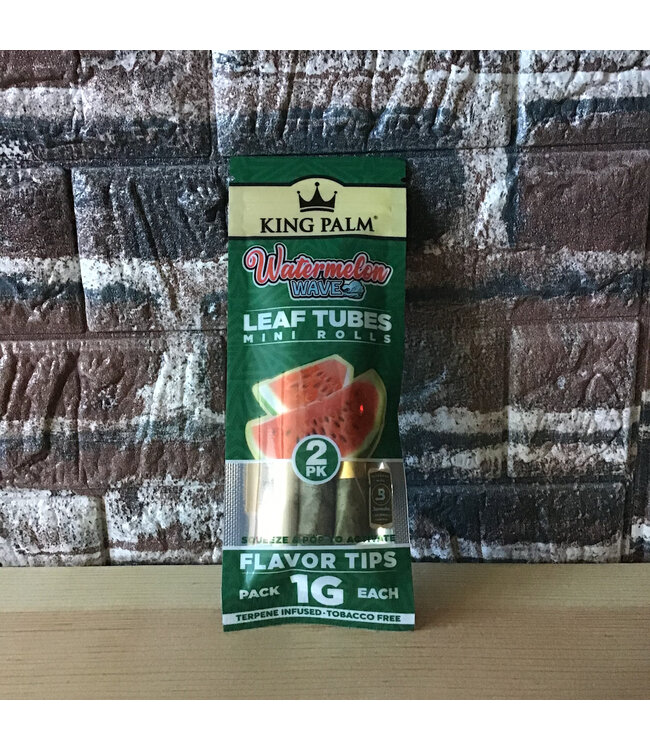 KING PALM®
Watermelon
WAVE
LEAF TUBES
MINI ROLLS
2
PK
SQUEEZE & POP TO ACTIVATE
FLAVOR TIPS
PACK 1G EACH
TERPENE INFUSED • TOBACCO FREE